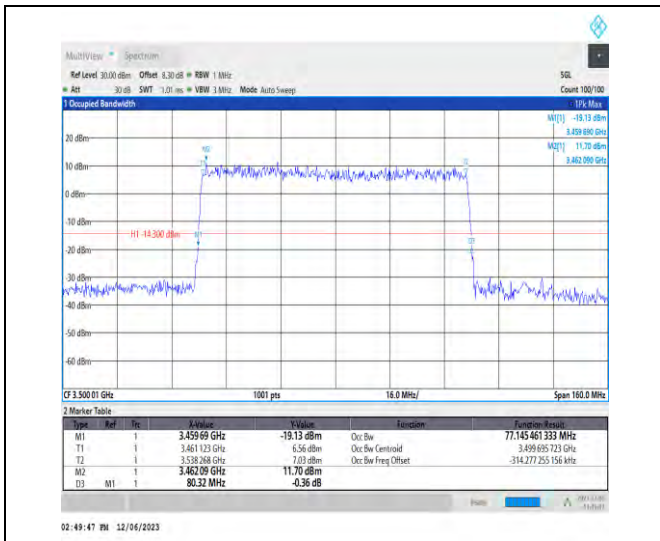 MultiView Spectrum
Ref Level 30.00 dBm Offset 8.30 dB RBW 1 MHz SGL
Att 30 dB SWT 1.01 ms VBW 3 MHz Mode Auto Sweep Count 100/100
1 Occupied Bandwidth 1Pk Max
M1[1] -19.13 dBm
3.459 690 GHz
20 dBm
M2[1] 11.70 dBm
3.462 090 GHz
M2
10 dBm
0 dBm
-10 dBm
H1 -14.300 dBm
M1
D3
-20 dBm
-30 dBm
-40 dBm
-50 dBm
-60 dBm
CF 3.500 01 GHz 1001 pts 16.0 MHz/ Span 160.0 MHz
2 Marker Table
Type Ref Trc X-Value Y-Value Function Function Result
M1 1 3.459 69 GHz -19.13 dBm Occ Bw 77.145 461 333 MHz
T1 1 3.461 123 GHz 6.56 dBm Occ Bw Centroid 3.499 695 723 GHz
T2 1 3.538 268 GHz 7.03 dBm Occ Bw Freq Offset -314.277 255 156 kHz
M2 1 3.462 09 GHz 11.70 dBm
D3 M1 1 80.32 MHz -0.36 dB
02:49:47 PM 12/06/2023